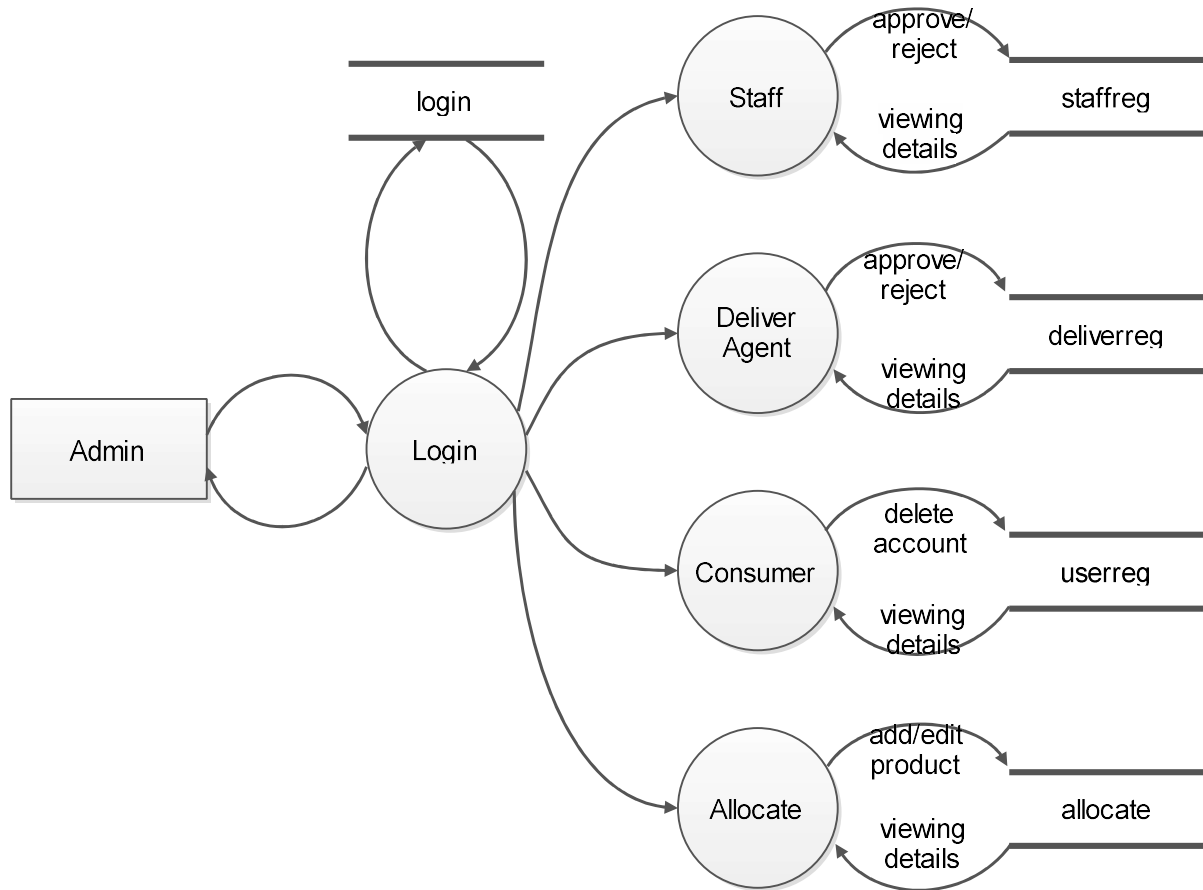 login
Admin
Login
Staff
approve/
reject
viewing
details
staffreg
Deliver
Agent
approve/
reject
viewing
details
deliverreg
Consumer
delete
account
viewing
details
userreg
Allocate
add/edit
product
viewing
details
allocate